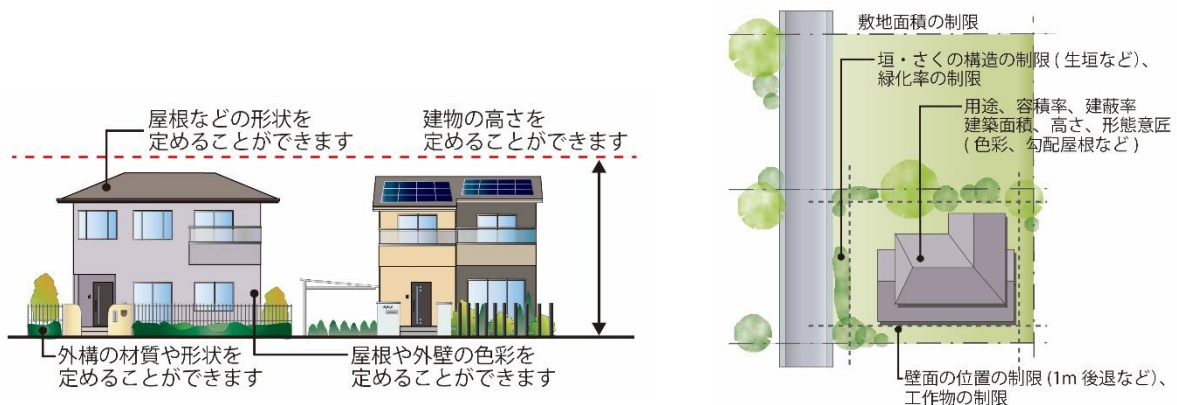 屋根などの形状を
定めることができます
建物の高さを
定めることができます
外構の材質や形状を
定めることができます
屋根や外壁の色彩を
定めることができます
敷地面積の制限
垣・さくの構造の制限 ( 生垣など )、
緑化率の制限
用途、容積率、建蔽率
建築面積、高さ、形態意匠
( 色彩、勾配屋根など )
壁面の位置の制限 (1m 後退など )、
工作物の制限